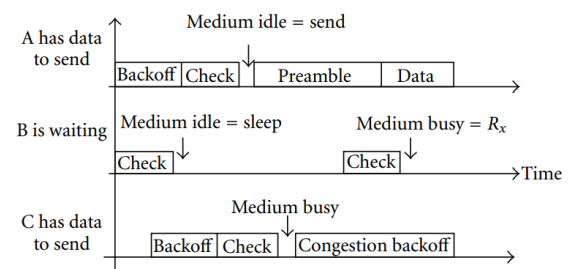 Medium idle = send
A has data
to send
Backoff Check Preamble Data
Medium idle = sleep Medium busy = Rx
B is waiting
Check Check
Time
Medium busy
C has data
to send
Backoff Check Congestion backoff